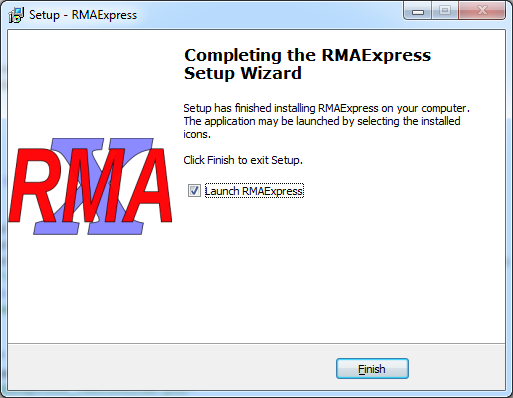 Setup - RMAExpress
Completing the RMAExpress
Setup Wizard
Setup has finished installing RMAExpress on your computer.
The application may be launched by selecting the installed
icons.
Click Finish to exit Setup.
Launch RMAExpress
RMA
X
Finish